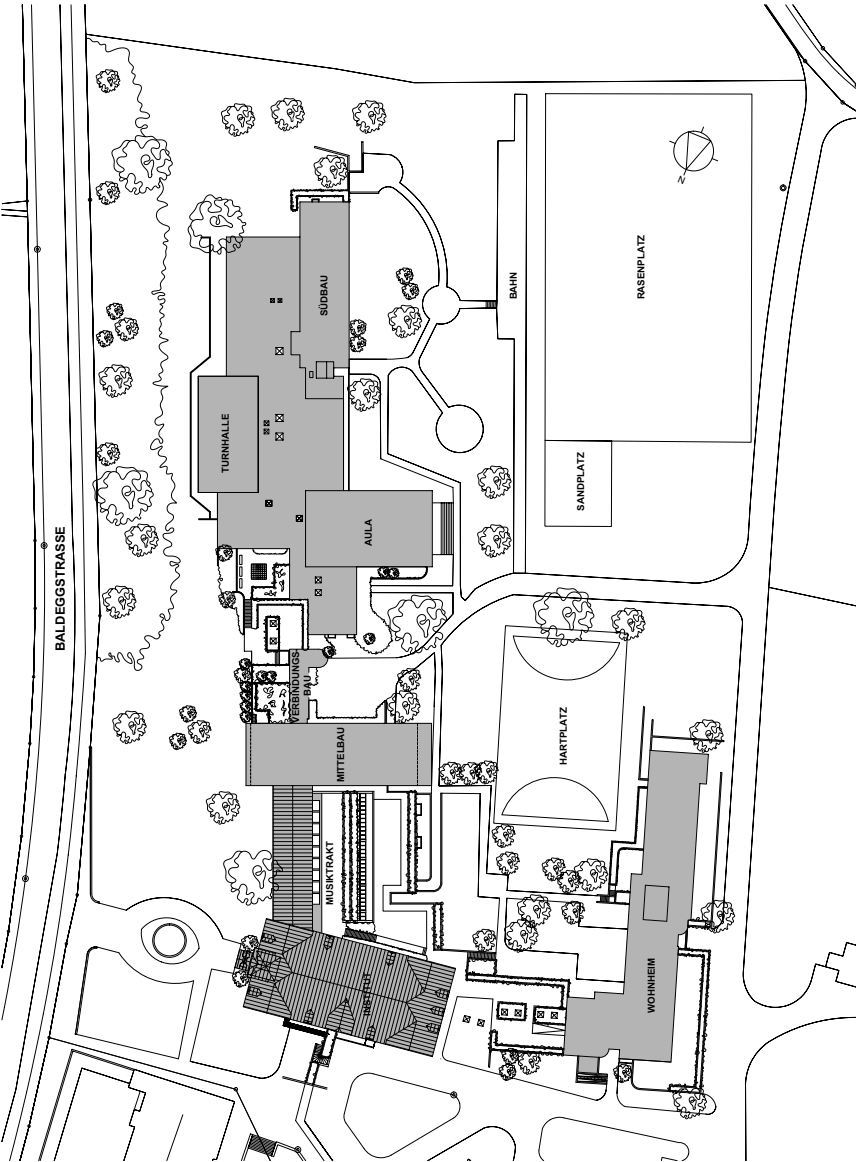 N
BAHN
RASENPLATZ
SÜDBAU
TURNHALLE
SANDPLATZ
AULA
BALDEGGSTRASSE
VERBINDUNGS-
BAU
MITTELBAU
HARTPLATZ
MUSIKTRAKT
INSTITUT
WOHNHEIM